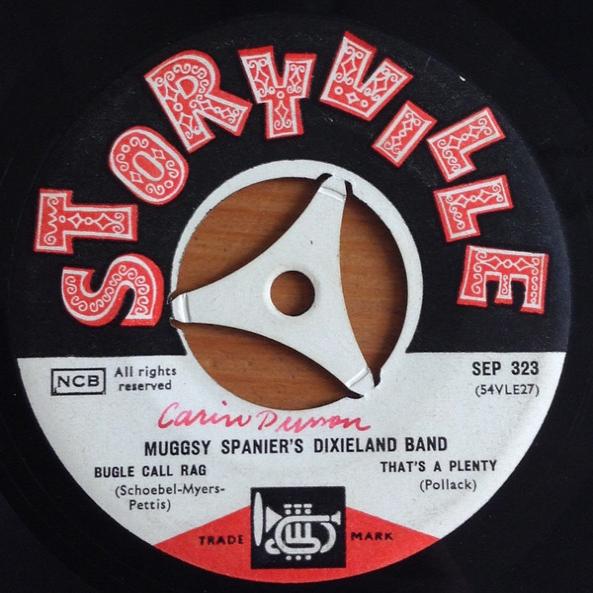 STORYVILLE
NCB
All rights
reserved
SEP 323
(54VLE27)
MUGGSY SPANIER'S DIXIELAND BAND
BUGLE CALL RAG
(Schoebel-Myers-
Pettis)
THAT'S A PLENTY
(Pollack)
TRADE MARK